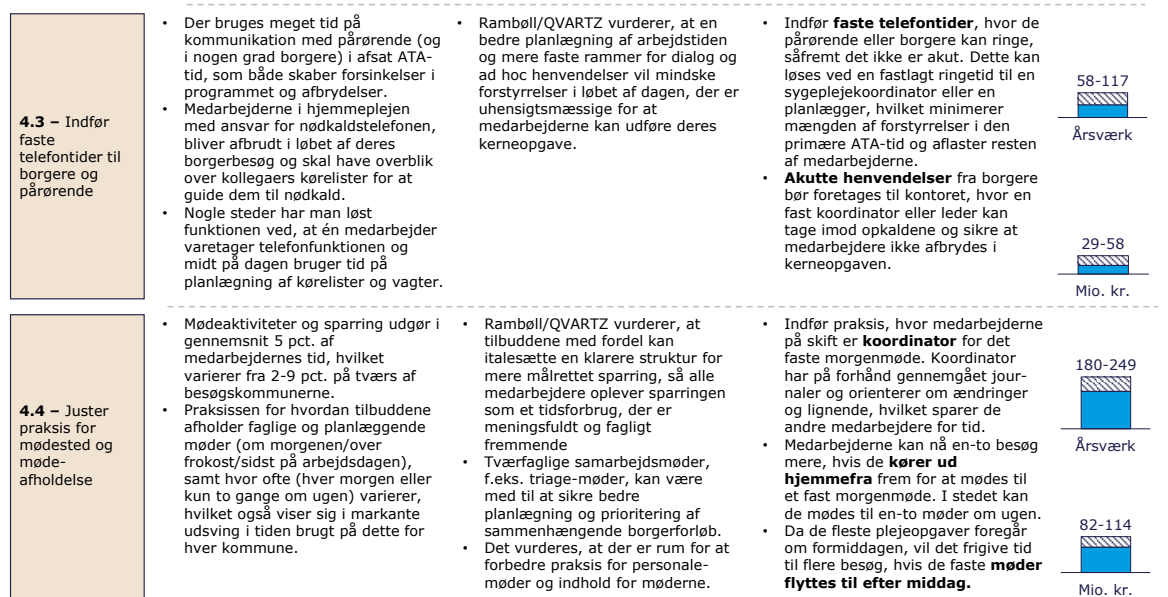 4.3 – Indfør
faste
telefontider til
borgere og
pårørende
• Der bruges meget tid på
kommunikation med pårørende (og
i nogen grad borgere) i afsat ATA-
tid, som både skaber forsinkelser i
programmet og afbrydelser.
• Medarbejderne i hjemmeplejen
med ansvar for nødkaldstelefonen,
bliver afbrudt i løbet af deres
borgerbesøg og skal have overblik
over kollegaers kørelister for at
guide dem til nødkald.
• Nogle steder har man løst
funktionen ved, at én medarbejder
varetager telefonfunktionen og
midt på dagen bruger tid på
planlægning af kørelister og vagter.
• Rambøll/QVARTZ vurderer, at en
bedre planlægning af arbejdstiden
og mere faste rammer for dialog og
ad hoc henvendelser vil mindske
forstyrrelser i løbet af dagen, der er
uhensigtsmæssige for at
medarbejderne kan udføre deres
kerneopgave.
• Indfør faste telefontider, hvor de
pårørende eller borgere kan ringe,
såfremt det ikke er akut. Dette kan
løses ved en fastlagt ringetid til en
sygeplejekoordinator eller en
planlægger, hvilket minimerer
mængden af forstyrrelser i den
primære ATA-tid og aflaster resten
af medarbejderne.
• Akutte henvendelser fra borgere
bør foretages til kontoret, hvor en
fast koordinator eller leder kan
tage imod opkaldene og sikre at
medarbejdere ikke afbrydes i
kerneopgaven.
58-117
Årsværk
29-58
Mio. kr.
4.4 – Juster
praksis for
mødested og
møde-
afholdelse
• Mødeaktiviteter og sparring udgør i
gennemsnit 5 pct. af
medarbejdernes tid, hvilket
varierer fra 2-9 pct. på tværs af
besøgskommunerne.
• Praksissen for hvordan tilbuddene
afholder faglige og planlæggende
møder (om morgenen/over
frokost/sidst på arbejdsdagen),
samt hvor ofte (hver morgen eller
kun to gange om ugen) varierer,
hvilket også viser sig i markante
udsving i tiden brugt på dette for
hver kommune.
• Rambøll/QVARTZ vurderer, at
tilbuddene med fordel kan
italesætte en klarere struktur for
mere målrettet sparring, så alle
medarbejdere oplever sparringen
som et tidsforbrug, der er
meningsfuldt og fagligt
fremmende
• Tværfaglige samarbejdsmøder,
f.eks. triage-møder, kan være
med til at sikre bedre
planlægning og prioritering af
sammenhængende borgerforløb.
• Det vurderes, at der er rum for at
forbedre praksis for personale-
møder og indhold for møderne.
• Indfør praksis, hvor medarbejderne
på skift er koordinator for det
faste morgenmøde. Koordinator
har på forhånd gennemgået jour-
naler og orienterer om ændringer
og lignende, hvilket sparer de
andre medarbejdere for tid.
• Medarbejderne kan nå en-to besøg
mere, hvis de kører ud
hjemmefra frem for at mødes til
et fast morgenmøde. I stedet kan
de mødes til en-to møder om ugen.
• Da de fleste plejeopgaver foregår
om formiddagen, vil det frigive tid
til flere besøg, hvis de faste møder
flyttes til efter middag.
180-249
Årsværk
82-114
Mio. kr.